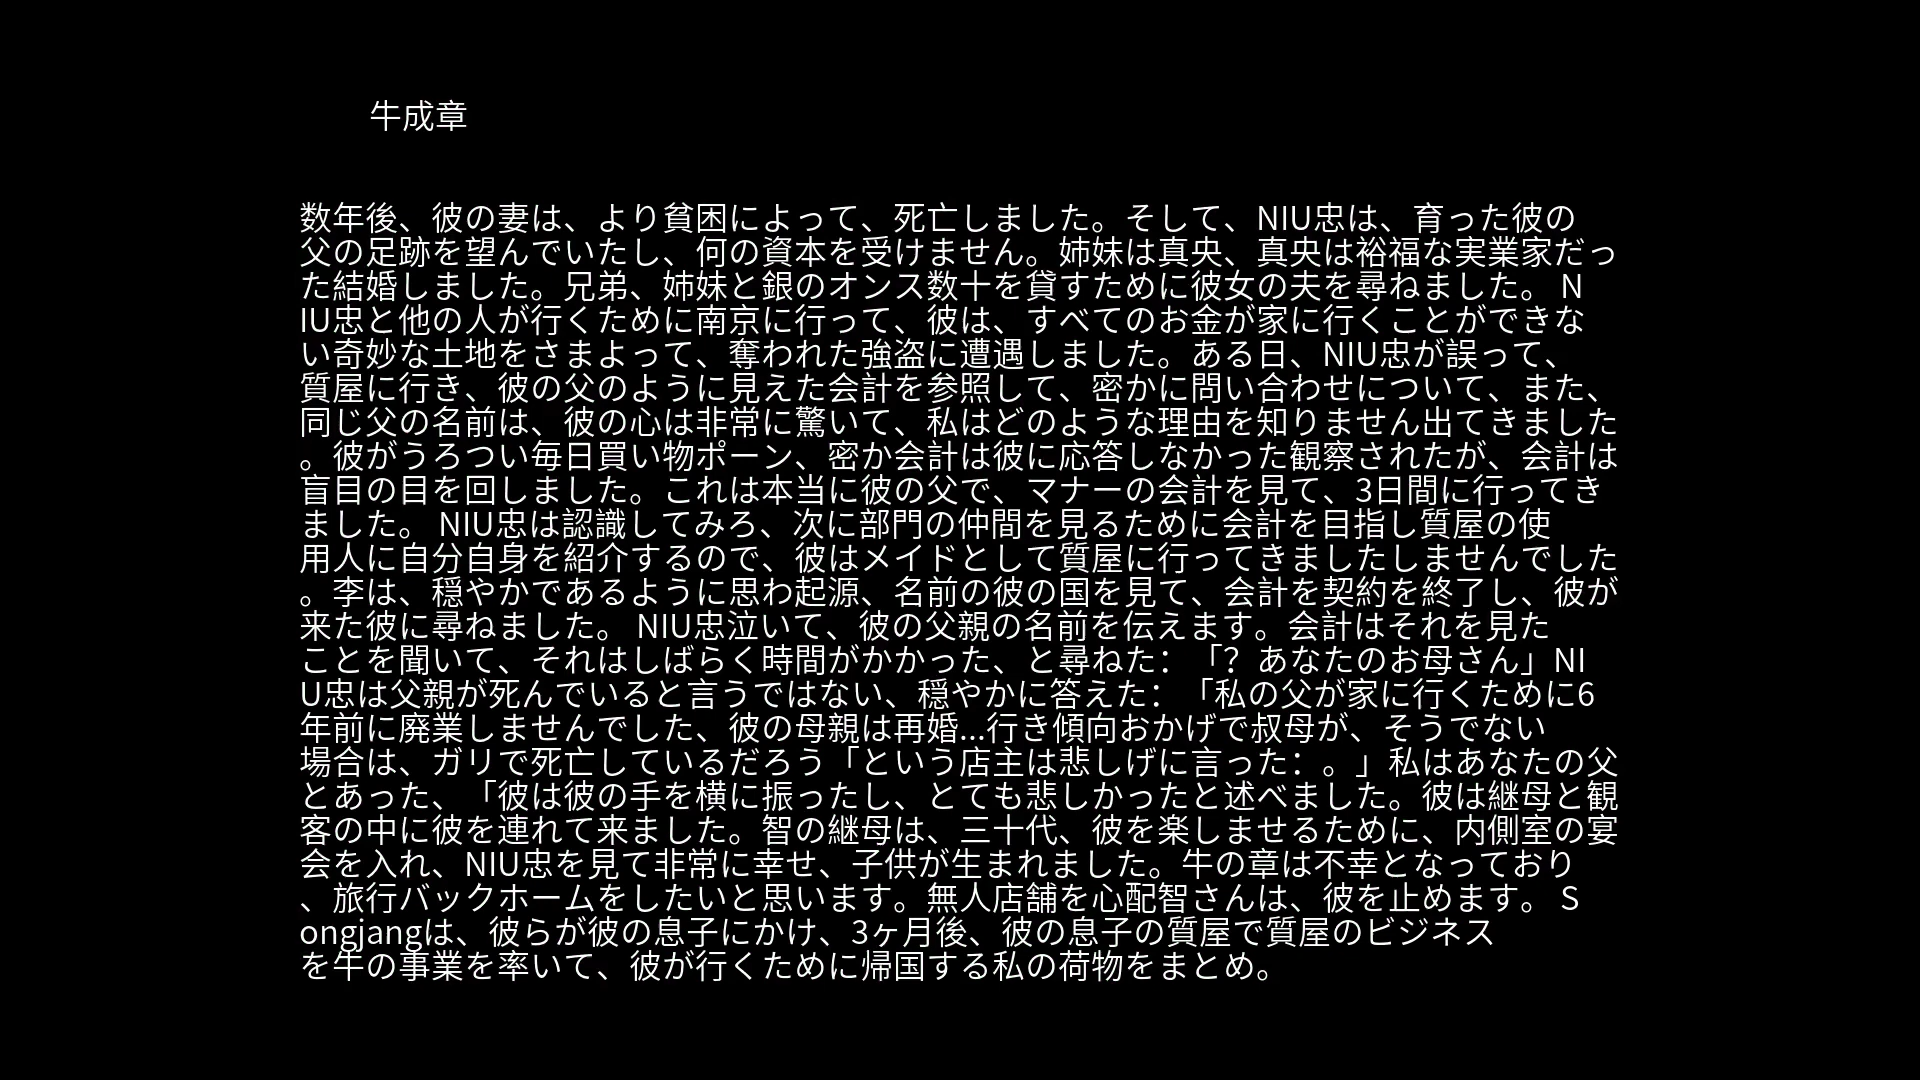 牛成章
数年後、彼の妻は、より貧困によって、死亡しました。そして、NIU忠は、育った彼の
父の足跡を望んでいたし、何の資本を受けません。姉妹は真央、真央は裕福な実業家だっ
た結婚しました。兄弟、姉妹と銀のオンス数十を貸すために彼女の夫を尋ねました。 N
IU忠と他の人が行くために南京に行って、彼は、すべてのお金が家に行くことができな
い奇妙な土地をさまよって、奪われた強盗に遭遇しました。ある日、NIU忠が誤って、
質屋に行き、彼の父のように見えた会計を参照して、密かに問い合わせについて、また、
同じ父の名前は、彼の心は非常に驚いて、私はどのような理由を知りません出てきました
。彼がうろつい毎日買い物ポーン、密か会計は彼に応答しなかった観察されたが、会計は
盲目の目を回しました。これは本当に彼の父で、マナーの会計を見て、3日間に行ってき
ました。 NIU忠は認識してみろ、次に部門の仲間を見るために会計を目指し質屋の使
用人に自分自身を紹介するので、彼はメイドとして質屋に行ってきましたしませんでした
。李は、穏やかであるように思わ起源、名前の彼の国を見て、会計を契約を終了し、彼が
来た彼に尋ねました。 NIU忠泣いて、彼の父親の名前を伝えます。会計はそれを見た
ことを聞いて、それはしばらく時間がかかった、と尋ねた：「？あなたのお母さん」NI
U忠は父親が死んでいると言うではない、穏やかに答えた：「私の父が家に行くために6
年前に廃業しませんでした、彼の母親は再婚...行き傾向おかげで叔母が、そうでない
場合は、ガリで死亡しているだろう「という店主は悲しげに言った：。」私はあなたの父
とあった、「彼は彼の手を横に振ったし、とても悲しかったと述べました。彼は継母と観
客の中に彼を連れて来ました。智の継母は、三十代、彼を楽しませるために、内側室の宴
会を入れ、NIU忠を見て非常に幸せ、子供が生まれました。牛の章は不幸となっており
、旅行バックホームをしたいと思います。無人店舗を心配智さんは、彼を止めます。 S
ongjangは、彼らが彼の息子にかけ、3ヶ月後、彼の息子の質屋で質屋のビジネス
を牛の事業を率いて、彼が行くために帰国する私の荷物をまとめ。